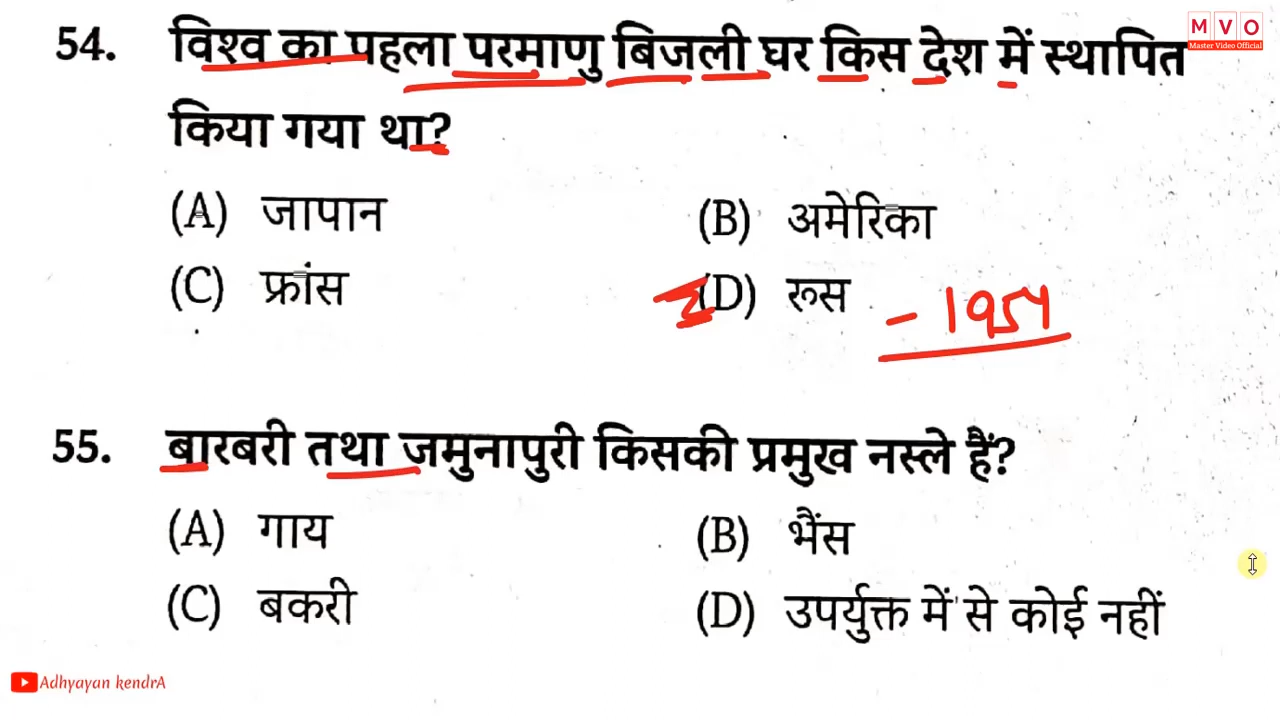 M V O
Master Video Official
54. विश्व का पहला परमाणु बिजली घर किस देश में स्थापित
किया गया था?
(A) जापान (B) अमेरिका
(C) फ्रांस (D) रूस - 1954
55. बारबरी तथा जमुनापुरी किसकी प्रमुख नस्ले हैं?
(A) गाय (B) भैंस
(C) बकरी (D) उपर्युक्त में से कोई नहीं
Adhyayan kendrA